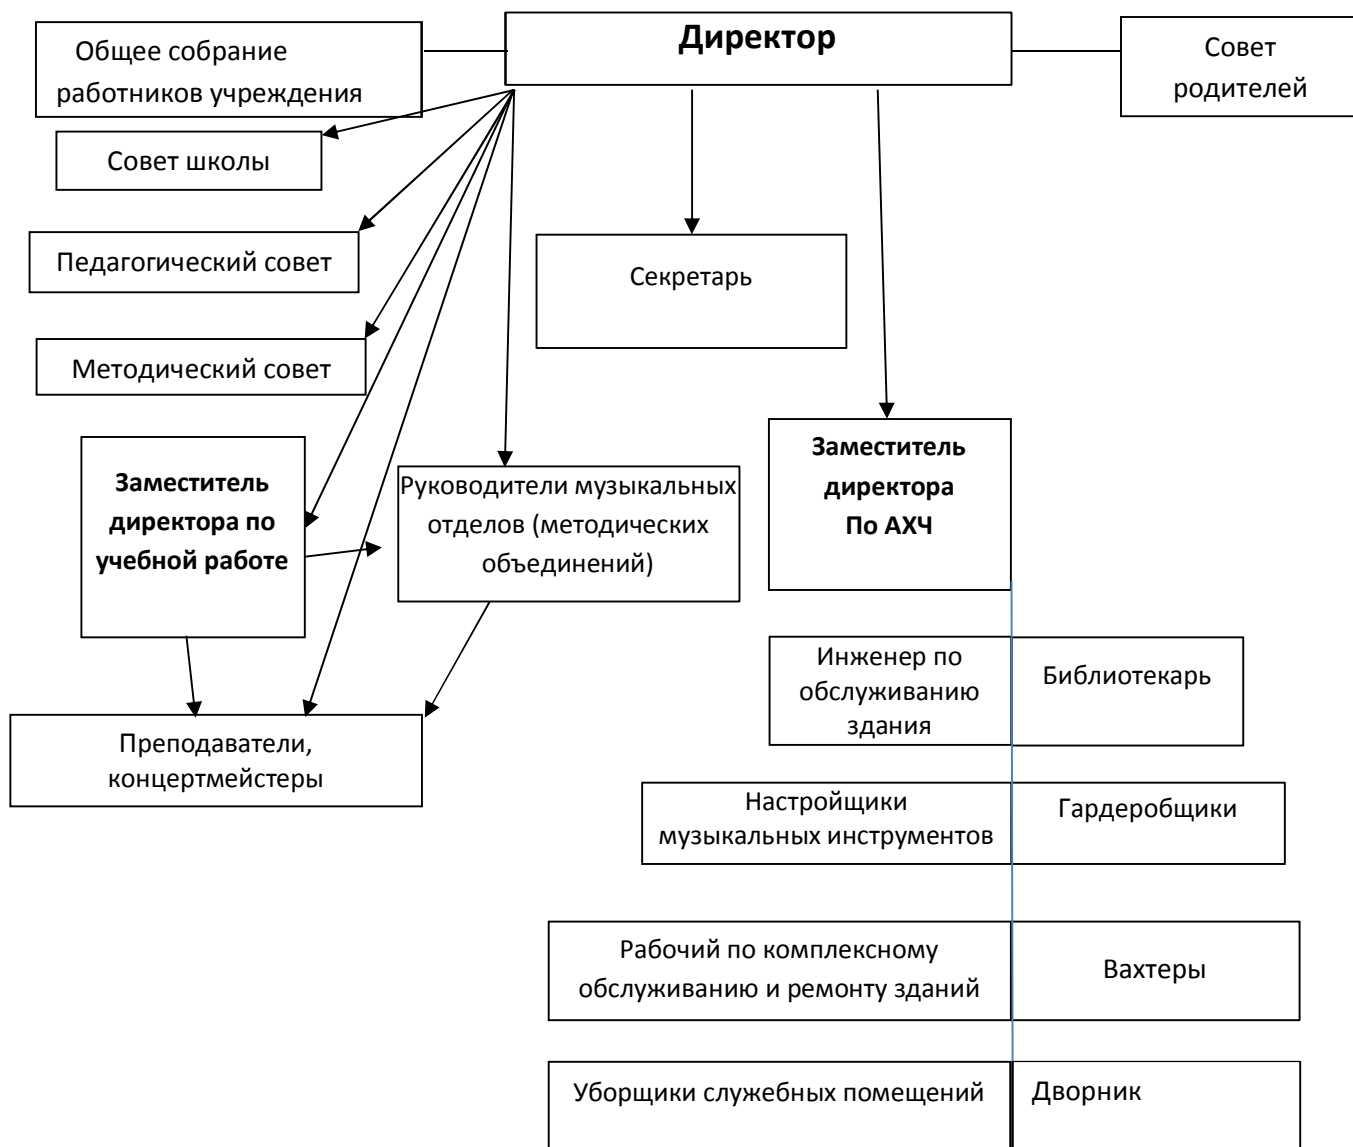 Директор
Общее собрание
работников учреждения
Совет
родителей
Совет школы
Педагогический совет
Секретарь
Методический совет
Заместитель
директора по
учебной работе
Руководители музыкальных
отделов (методических
объединений)
Заместитель
директора
По АХЧ
Инженер по
обслуживанию
здания
Библиотекарь
Преподаватели,
концертмейстеры
Настройщики
музыкальных инструментов
Гардеробщики
Рабочий по комплексному
обслуживанию и ремонту зданий
Вахтеры
Уборщики служебных помещений
Дворник